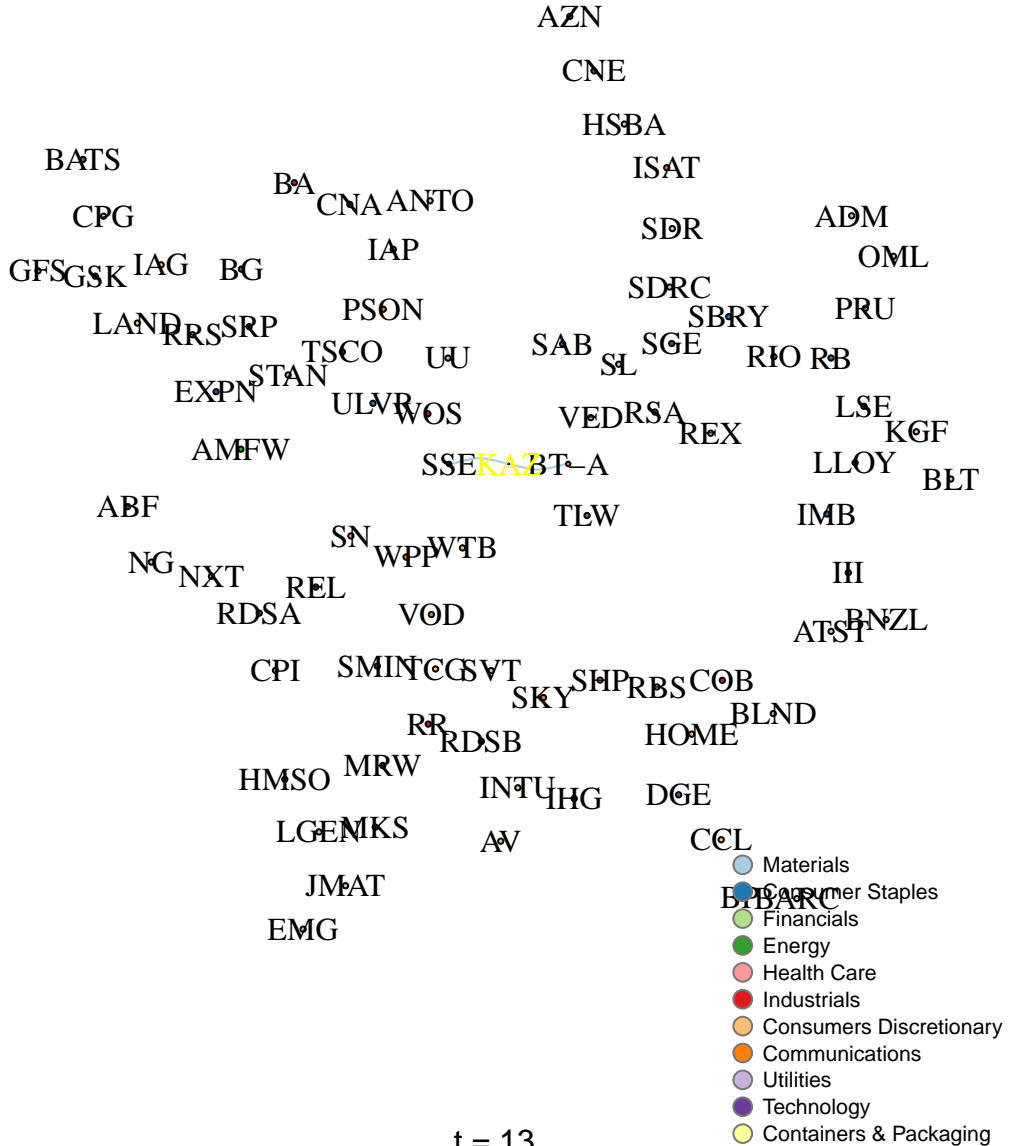 AZN
CNE
HSBA
BATS
ISAT
BA
CNA
ANTO
CPG
ADM
SDR
IAP
OML
GFS
GSK
IAG
BG
SDRC
PSON
SBRY
PRU
LAND
RRS
SRP
TSCO
UU
SAB
SGE
SL
RIO
RB
STAN
EXPN
ULVR
WOS
VED
RSA
REX
LSE
KGF
AMFW
SSE
KAZ
BT−A
LLOY
BLT
ABF
TLW
IMB
SN
WPP
WTB
NG
NXT
REL
III
RDSA
VOD
ATST
BNZL
CPI
SMIN
TCG
SVT
SKY
SHP
RBS
COB
BLND
RR
RDSB
HOME
MRW
HMSO
INTU
IHG
DGE
LGEN
MKS
AV
CCL
JMAT
BP
BARC
EMG
Materials
Consumer Staples
Financials
Energy
Health Care
Industrials
Consumers Discretionary
Communications
Utilities
Technology
Containers & Packaging
t = 13